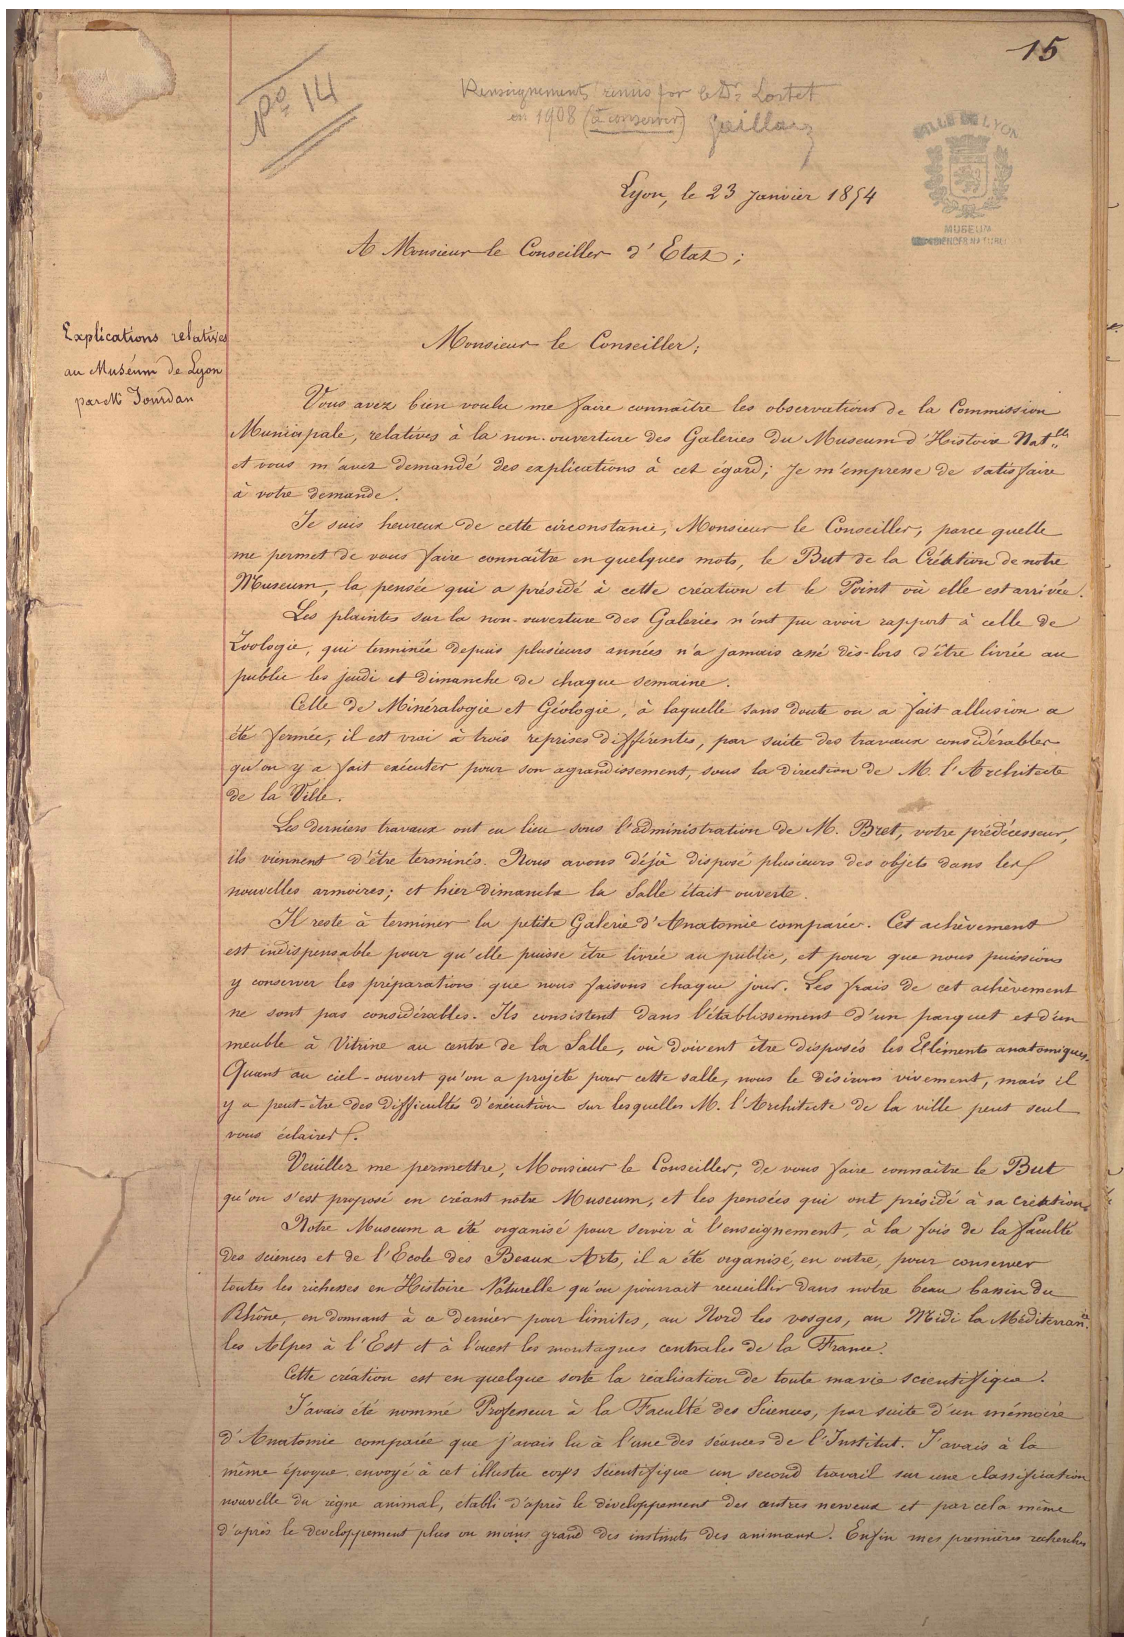 15
No 14
Renseignements remis par le Dr. Lortet
en 1908 (à conserver) Gaillard
VILLE DE LYON
MUSEUM
Lyon, le 23 Janvier 1854
A Monsieur le Conseiller d'Etat;
Explications relatives
au Muséum de Lyon
par Mr Jourdan
Monsieur le Conseiller;
Vous avez bien voulu me faire connaître les observations de la Commission
Municipale, relatives à la non-ouverture des Galeries du Museum d'Histoire Natlle
et vous m'avez demandé des explications à cet égard; Je m'empresse de satisfaire
à votre demande.
Je suis heureux de cette circonstance, Monsieur le Conseiller, parce quelle
me permet de vous faire connaître en quelques mots, le But de la Création de notre
Museum, la pensée qui a présidé à cette création et le Point où elle est arrivée.
Les plaintes sur la non-ouverture des Galeries n'ont pu avoir rapport à celle de
Zoologie, qui terminée depuis plusieurs années n'a jamais cessé dès-lors d'être livrée au
public les jeudi et dimanche de chaque semaine.
Celle de Minéralogie et Géologie, à laquelle sans doute on a fait allusion a
été fermée, il est vrai à trois reprises différentes, par suite des travaux considérables
qu'on y a fait exécuter pour son agrandissement, sous la direction de M. l'Architecte
de la Ville.
Les derniers travaux ont eu lieu sous l'administration de M. Bret, votre prédécesseur,
ils viennent d'être terminés. Nous avons déjà disposé plusieurs des objets dans les
nouvelles armoires; et hier dimanche la Salle était ouverte.
Il reste à terminer la petite Galerie d'Anatomie comparée. Cet achèvement
est indispensable pour qu'elle puisse être livrée au public, et pour que nous puissions
y conserver les préparations que nous faisons chaque jour. Les frais de cet achèvement
ne sont pas considérables. Ils consistent dans l'établissement d'un parquet et d'un
meuble à Vitrine au centre de la Salle, où doivent être disposés les Eléments anatomiques.
Quant au ciel-ouvert qu'on a projeté pour cette salle, nous le désirons vivement, mais il
y a peut-être des difficultés d'exécution sur lesquelles M. l'Architecte de la ville peut seul
vous éclairer.
Veuillez me permettre, Monsieur le Conseiller, de vous faire connaître le But
qu'on s'est proposé en créant notre Museum, et les pensées qui ont présidé à sa création.
Notre Museum a été organisé pour servir à l'enseignement, à la fois de la faculté
des sciences et de l'Ecole des Beaux Arts, il a été organisé, en outre, pour conserver
toutes les richesses en Histoire Naturelle qu'on pourrait recueillir dans notre beau bassin du
Rhône, en donnant à ce dernier pour limites, au Nord les vosges, au Midi la Méditerranée.
les Alpes à l'Est et à l'ouest les montagnes centrales de la France.
Cette création est en quelque sorte la réalisation de toute ma vie scientifique.
J'avais été nommé Professeur à la Faculté des Sciences, par suite d'un mémoire
d'Anatomie comparée que j'avais lu à l'une des séances de l'Institut. J'avais à la
même époque envoyé à cet illustre corps scientifique un second travail sur une classification
nouvelle du règne animal, établi d'après le développement des centres nerveux et par cela même
d'après le developpement plus ou moins grand des instincts des animaux. Enfin mes premières recherches